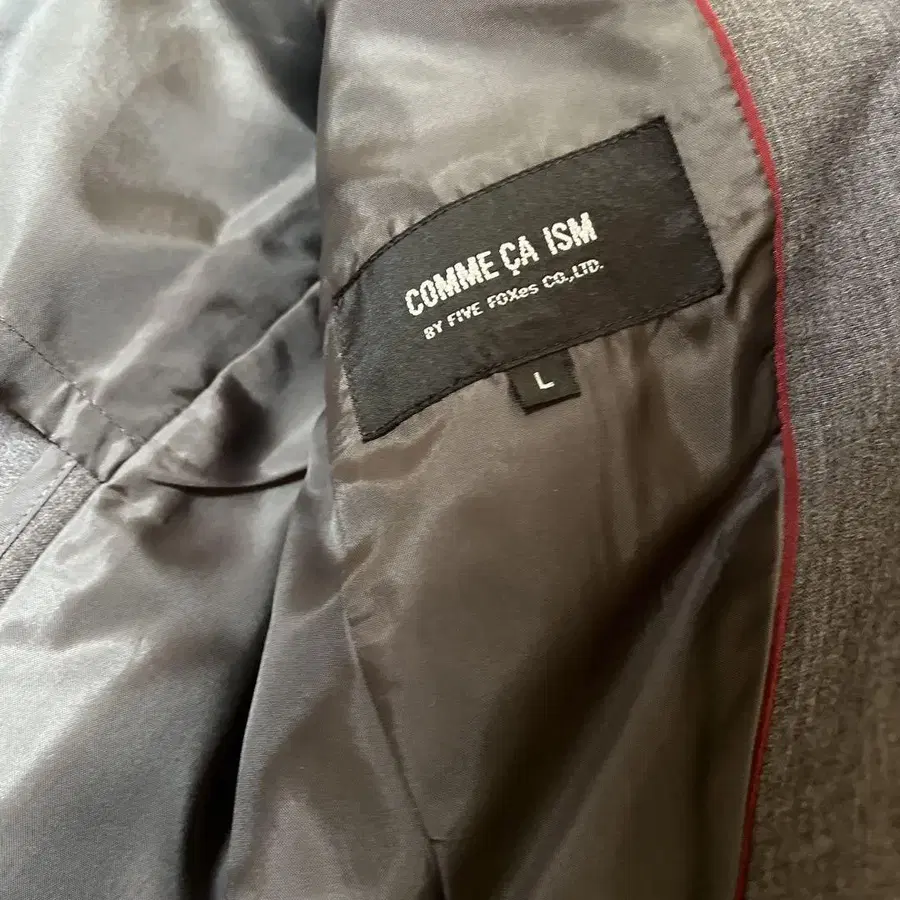 COMME ÇA ISM
BY FIVE FOXes CO.,LTD.
L